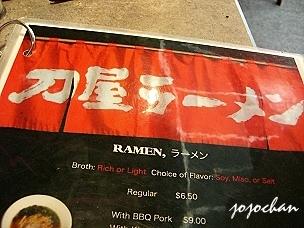 刀屋ラーメン
RAMEN, ラーメン
Broth: Rich or Light Choice of Flavor: Soy, Miso, or Salt
Regular $6.50
With BBQ Pork $9.00
With
jojochan